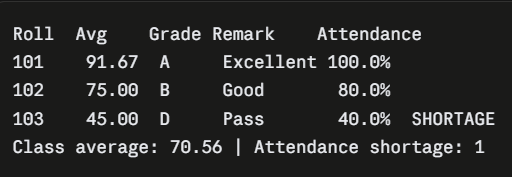 Roll  Avg    Grade Remark    Attendance
101    91.67  A     Excellent 100.0%
102    75.00  B     Good       80.0%
103    45.00  D     Pass       40.0%  SHORTAGE
Class average: 70.56 | Attendance shortage: 1